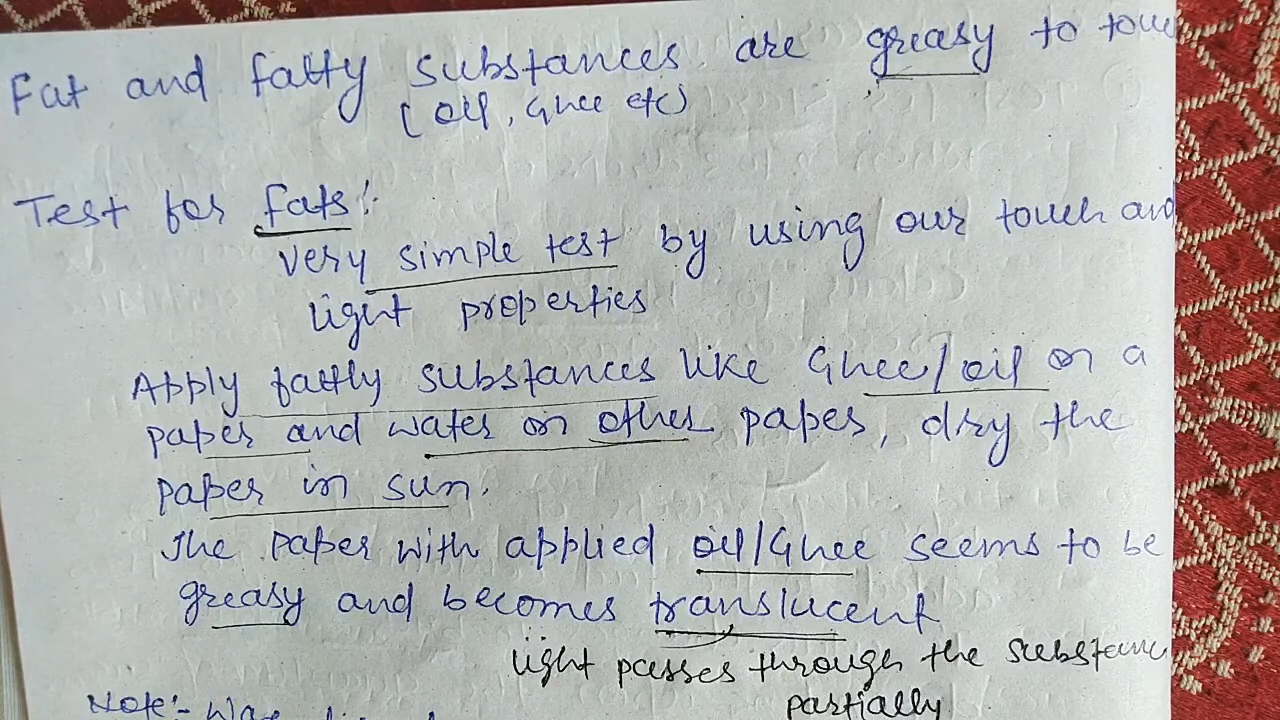 Fat and fatty substances are greasy to touc
(oil, Ghee etc)
Test for fats:-
very simple test by using our touch and
light properties
Apply fattly substances like Ghee/oil on a
paper and water on other paper, dry the
paper in sun.
The paper with applied oil/Ghee seems to be
greasy and becomes translucent
light passes through the substanc
partially
Note:-